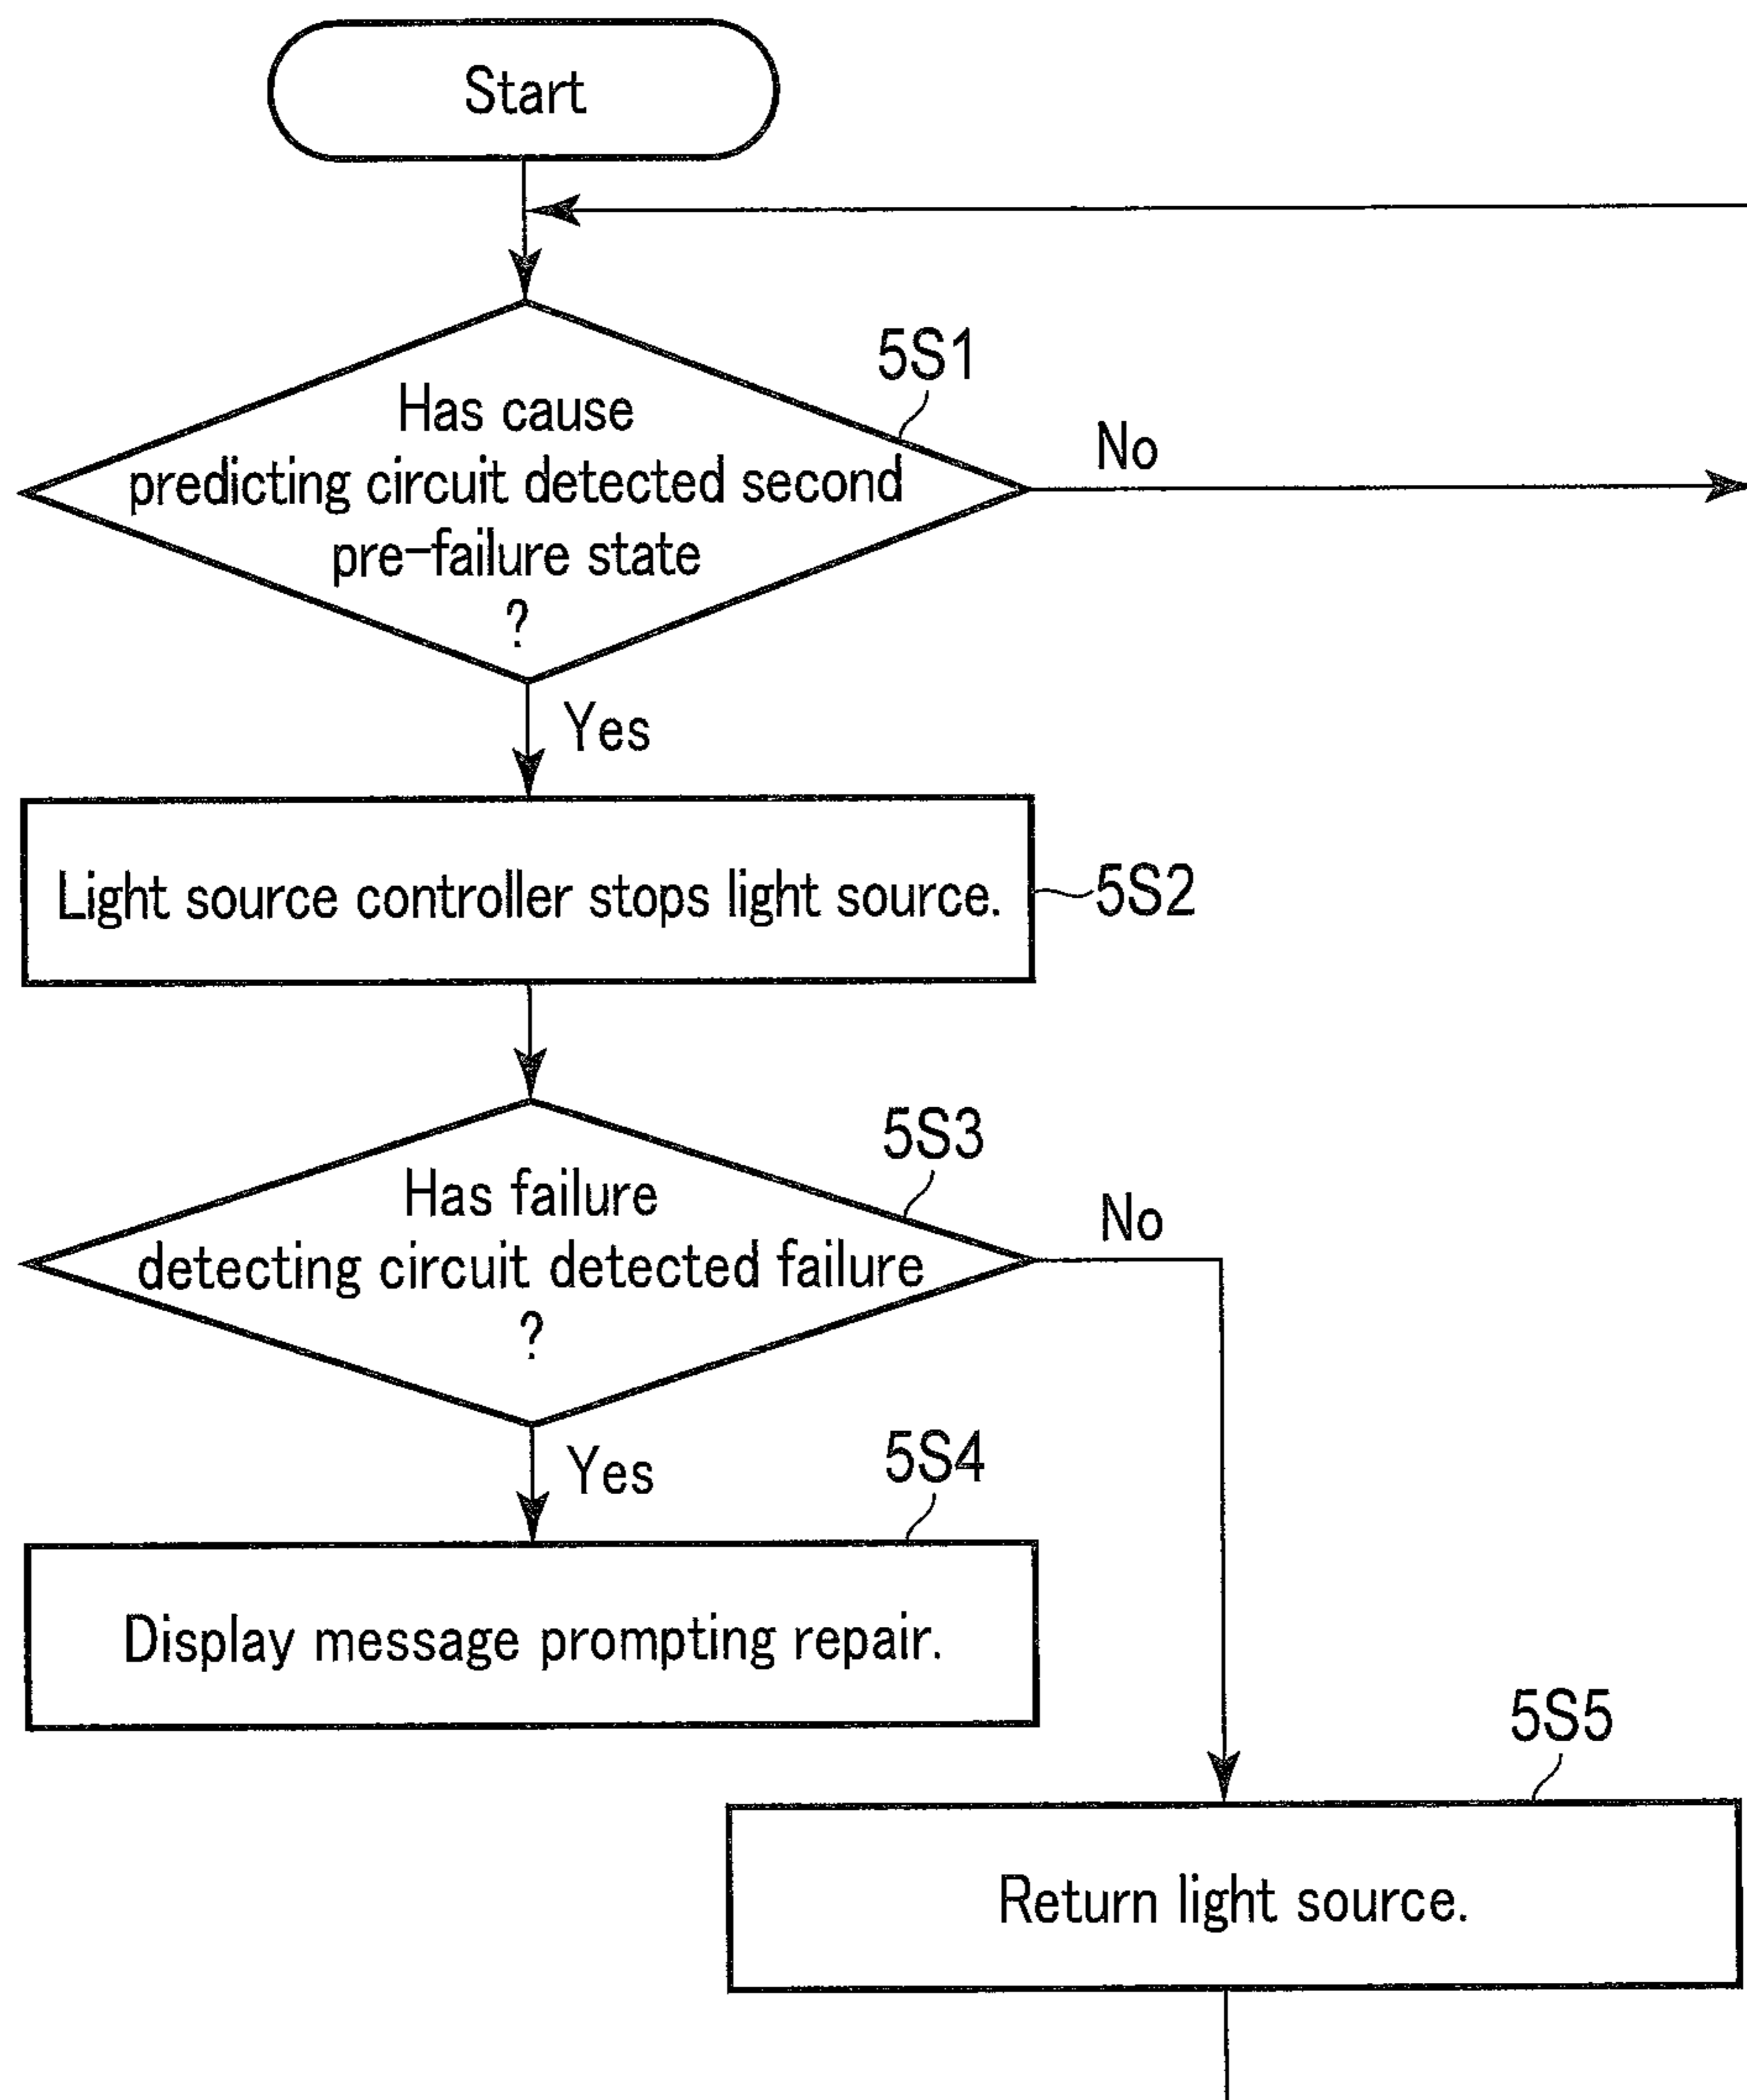 Start
5S1
Has cause
predicting circuit detected second
pre-failure state
?
No
Yes
Light source controller stops light source.
5S2
5S3
Has failure
detecting circuit detected failure
?
No
Yes
5S4
Display message prompting repair.
5S5
Return light source.